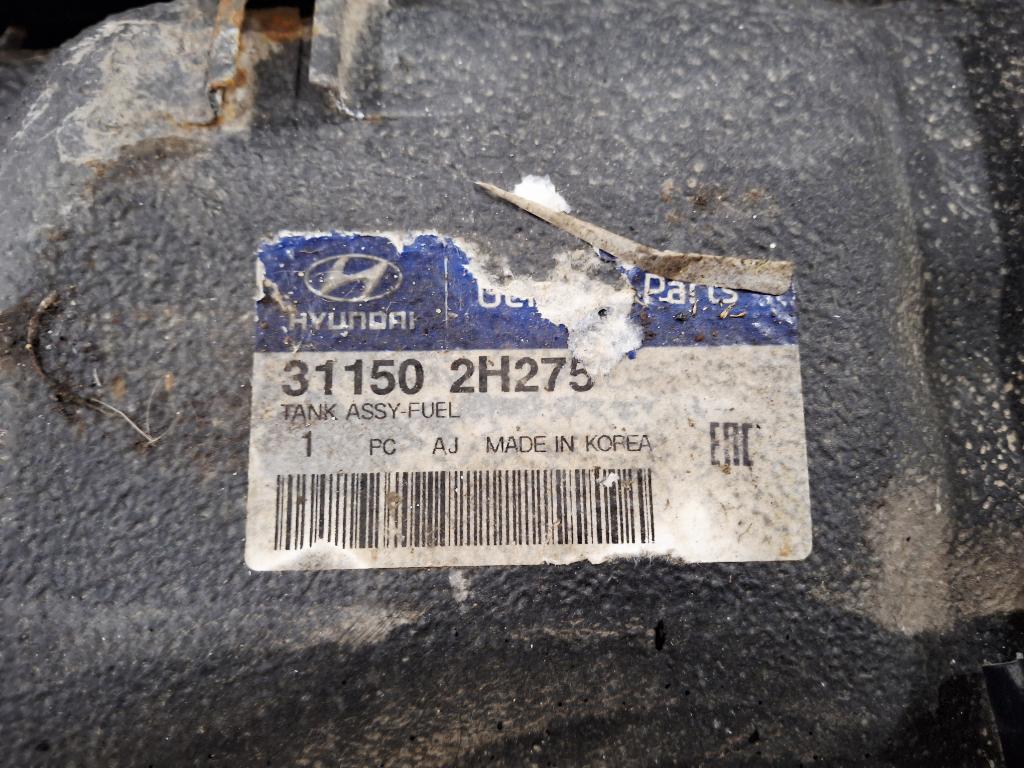 Parts
HYUNDAI
31150 2H275
TANK ASSY-FUEL
1 PC AJ MADE IN KOREA
EAC